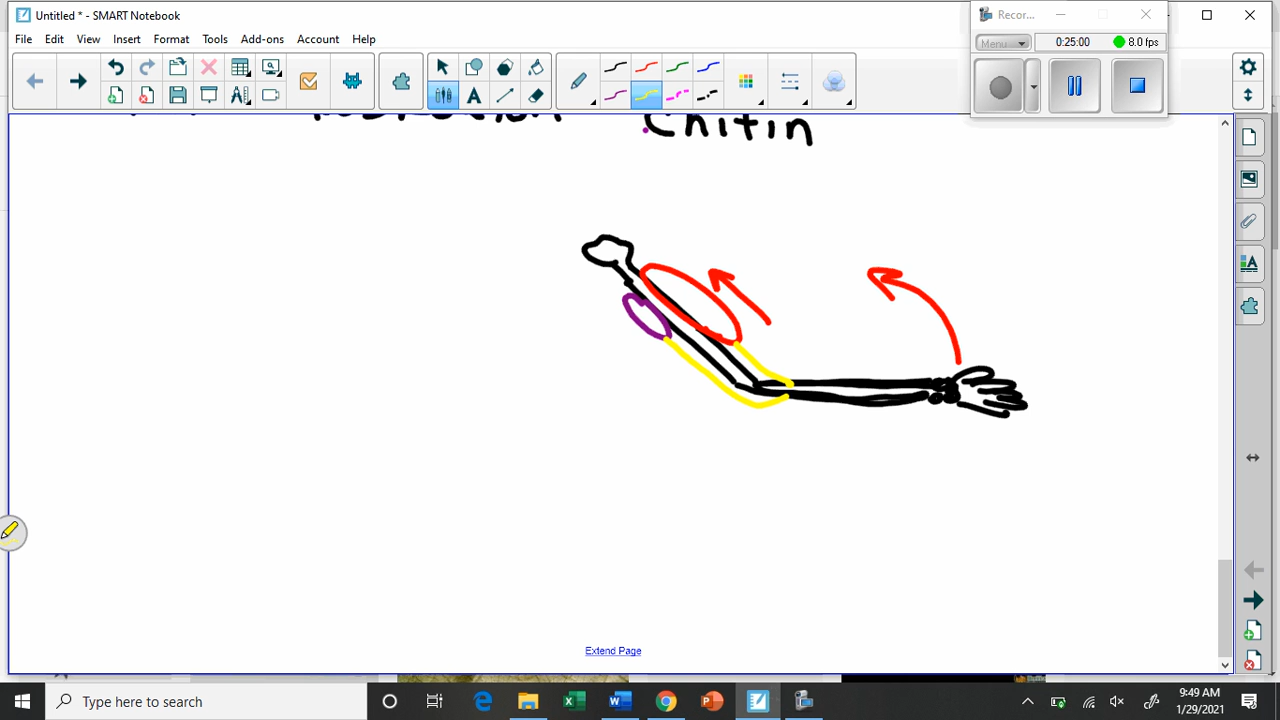 Untitled * - SMART Notebook
Recor...
File Edit View Insert Format Tools Add-ons Account Help
Menu 0:25:00 8.0 fps
Chitin
Extend Page
Type here to search
9:49 AM
1/29/2021